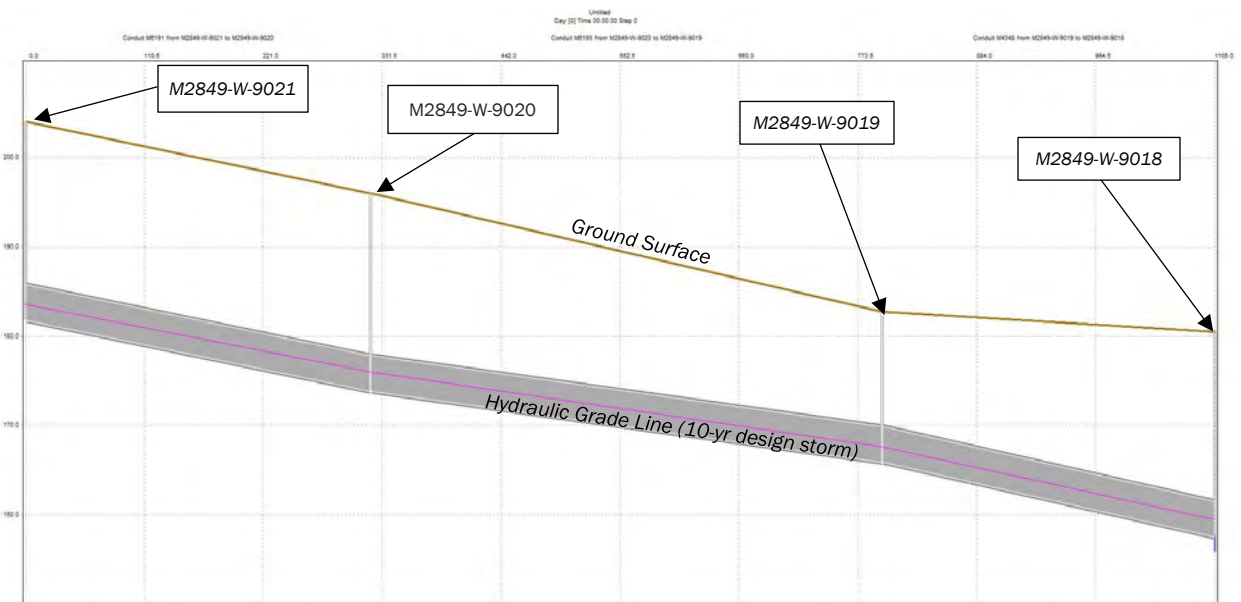 Untitled
Day [0] Time 00:00:00 Step 0
Conduit from M2849-W-9021 to M2849-W-9020 Conduit from M2849-W-9020 to M2849-W-9019 Conduit from M2849-W-9019 to M2849-W-9018
0.0 110.5 221.0 331.5 442.0 552.5 663.0 773.5 884.0 994.5 1105.0
M2849-W-9021
M2849-W-9020
M2849-W-9019
M2849-W-9018
200.0
Ground Surface
190.0
180.0
170.0
Hydraulic Grade Line (10-yr design storm)
160.0